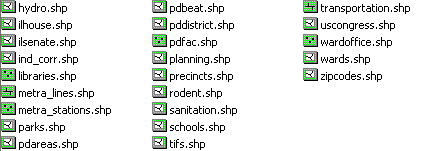 hydro.shp
ilhouse.shp
ilsenate.shp
ind_corr.shp
libraries.shp
metra_lines.shp
metra_stations.shp
parks.shp
pdareas.shp
pdbeat.shp
pddistrict.shp
pdfac.shp
planning.shp
precincts.shp
rodent.shp
sanitation.shp
schools.shp
tifs.shp
transportation.shp
uscongress.shp
wardoffice.shp
wards.shp
zipcodes.shp